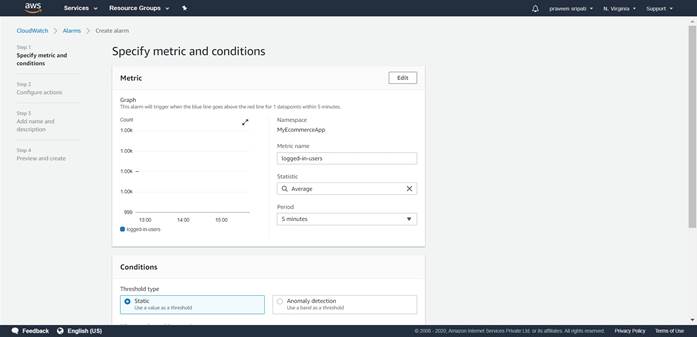 aws
Services
Resource Groups
praveen sripati
N. Virginia
Support
CloudWatch
Alarms
Create alarm
Step 1
Specify metric and
conditions
Step 2
Configure actions
Step 3
Add name and
description
Step 4
Preview and create
Specify metric and conditions
Metric
Edit
Graph
This alarm will trigger when the blue line goes above the red line for 1 datapoints within 5 minutes.
Count
1.00k
1.00k
1.00k
1.00k
999
13:00
14:00
15:00
logged-in-users
Namespace
MyEcommerceApp
Metric name
logged-in-users
Statistic
Average
Period
5 minutes
Conditions
Threshold type
Static
Use a value as a threshold
Anomaly detection
Use a band as a threshold
Feedback
English (US)
© 2008 - 2020, Amazon Internet Services Private Ltd. or its affiliates. All rights reserved.
Privacy Policy
Terms of Use